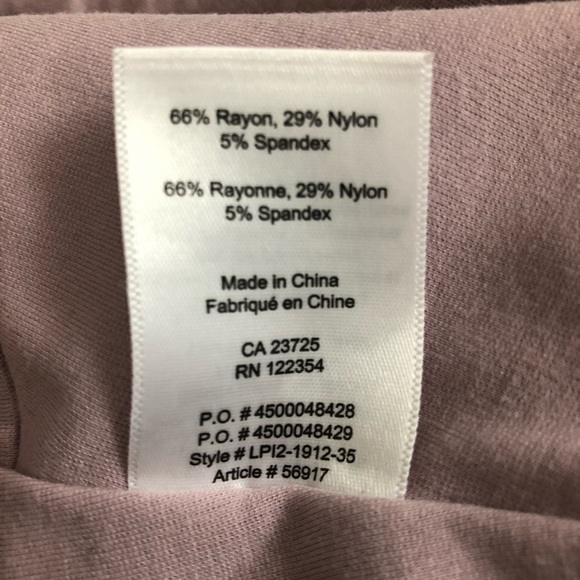 66% Rayon, 29% Nylon
5% Spandex
66% Rayonne, 29% Nylon
5% Spandex
Made in China
Fabriqué en Chine
CA 23725
RN 122354
P.O. # 4500048428
P.O. # 4500048429
Style # LPI2-1912-35
Article # 56917